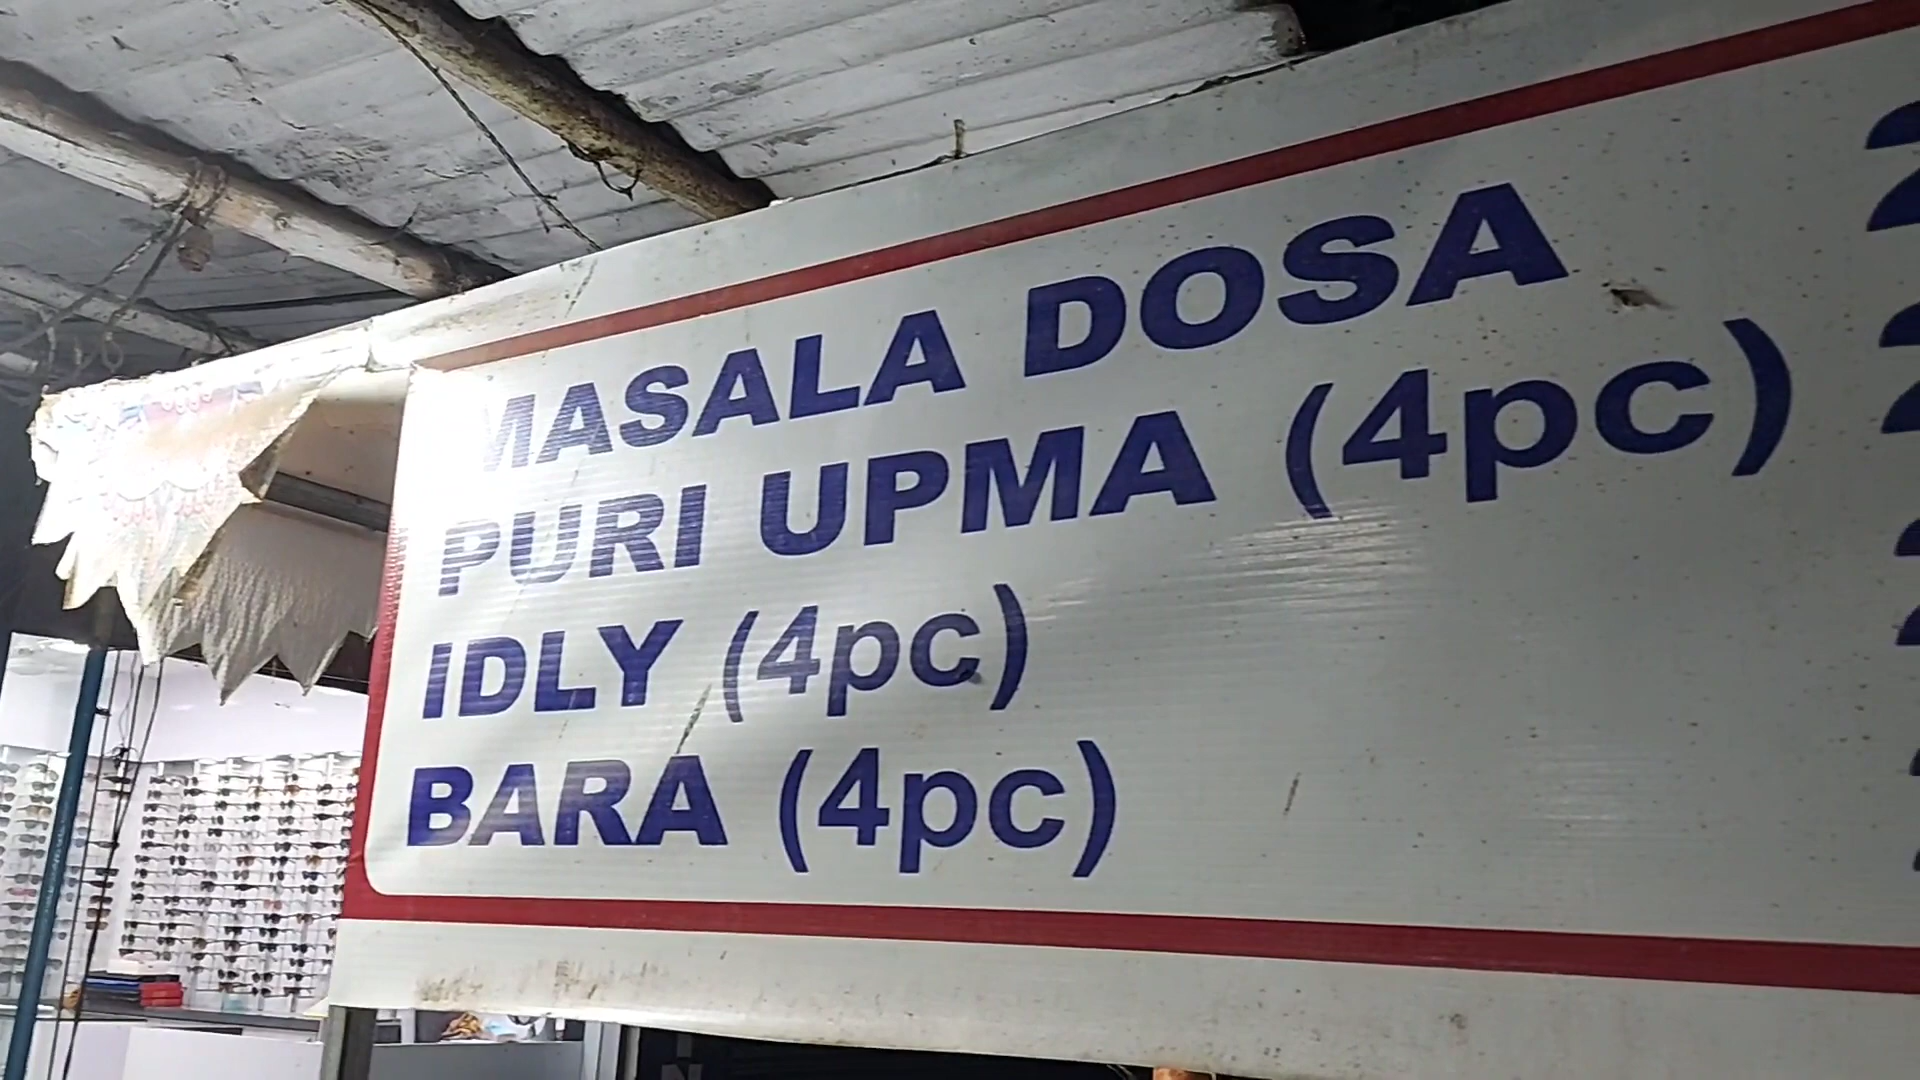 MASALA DOSA
PURI UPMA (4pc)
IDLY (4pc)
BARA (4pc)